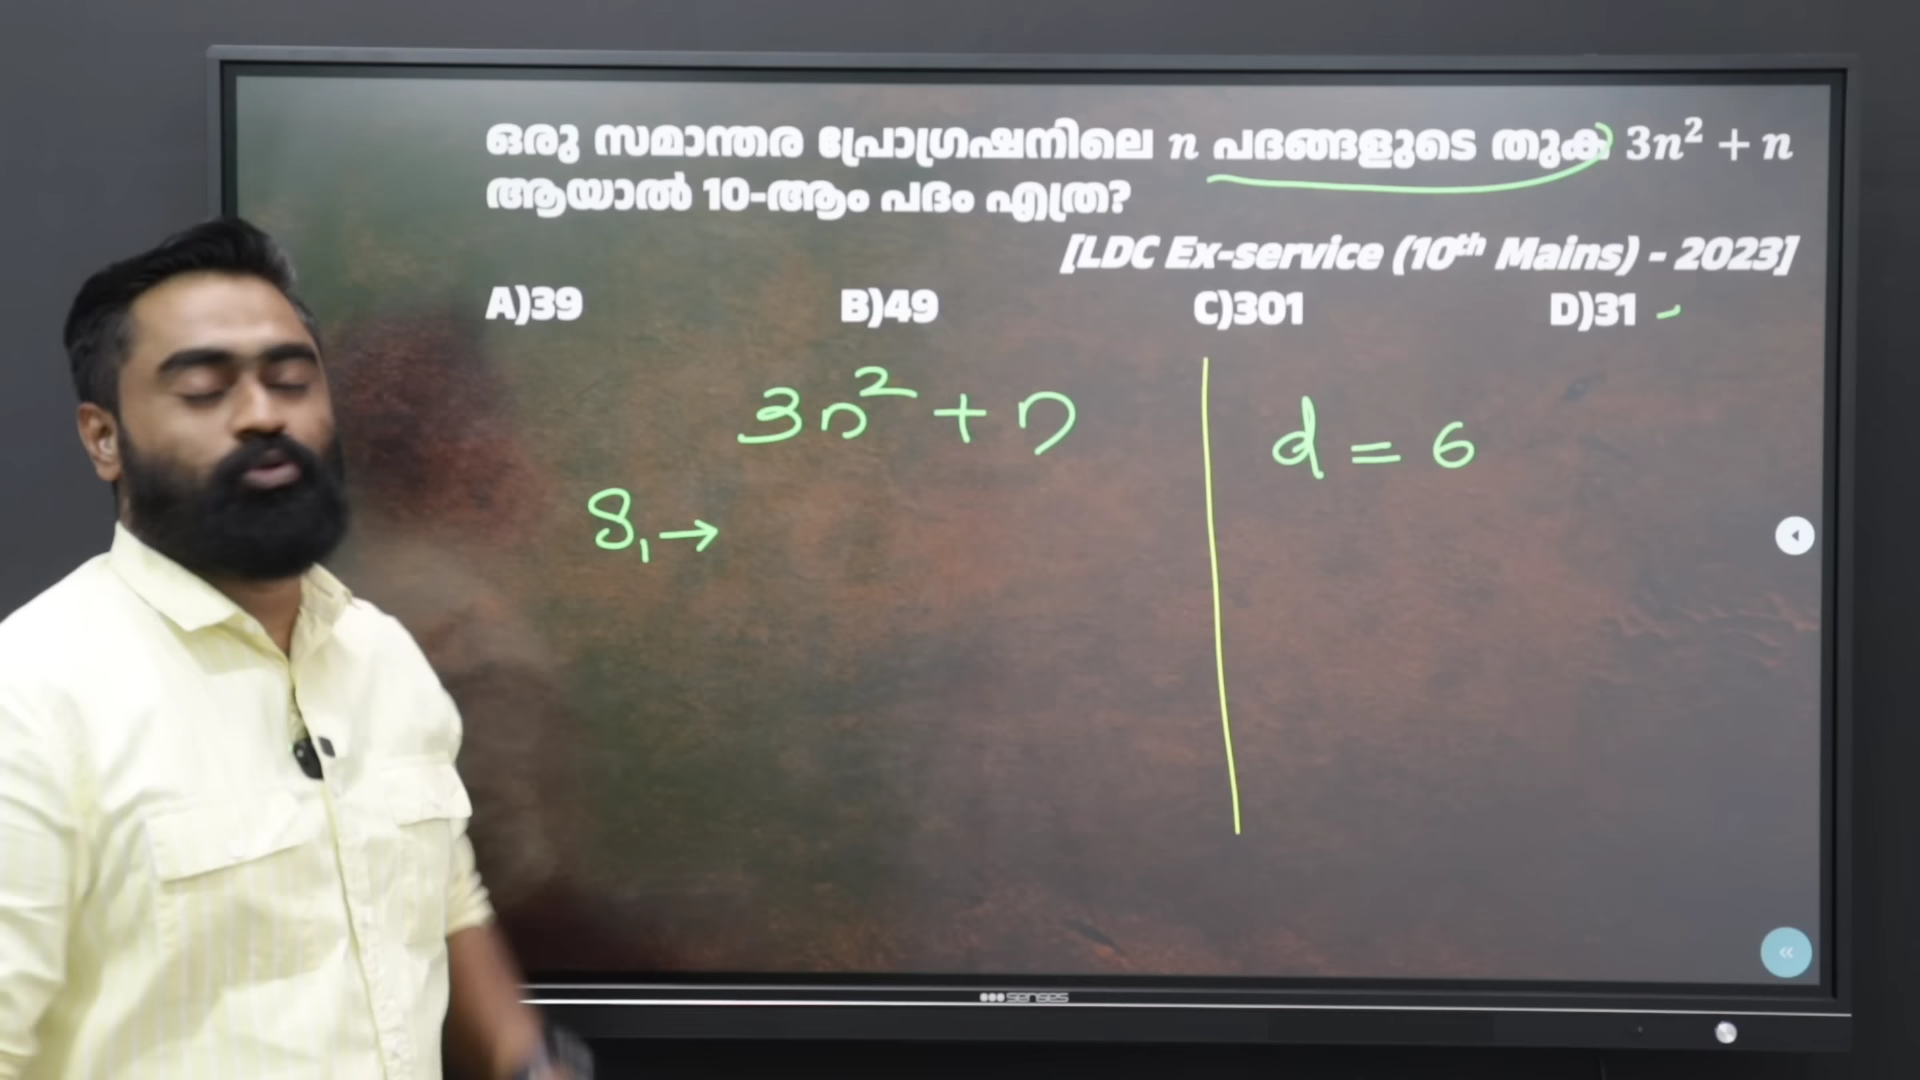 ഒരു സമാന്തര പ്രോഗ്രഷനിലെ n പദങ്ങളുടെ തുക 3n² + n
ആയാൽ 10-ആം പദം എത്ര?
[LDC Ex-service (10th Mains) - 2023]
A)39 B)49 C)301 D)31
3n² + n
d = 6
S₁ →
senses